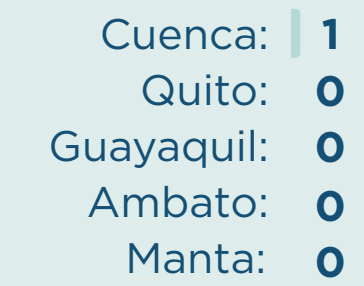 Cuenca: 1
Quito: 0
Guayaquil: 0
Ambato: 0
Manta: 0